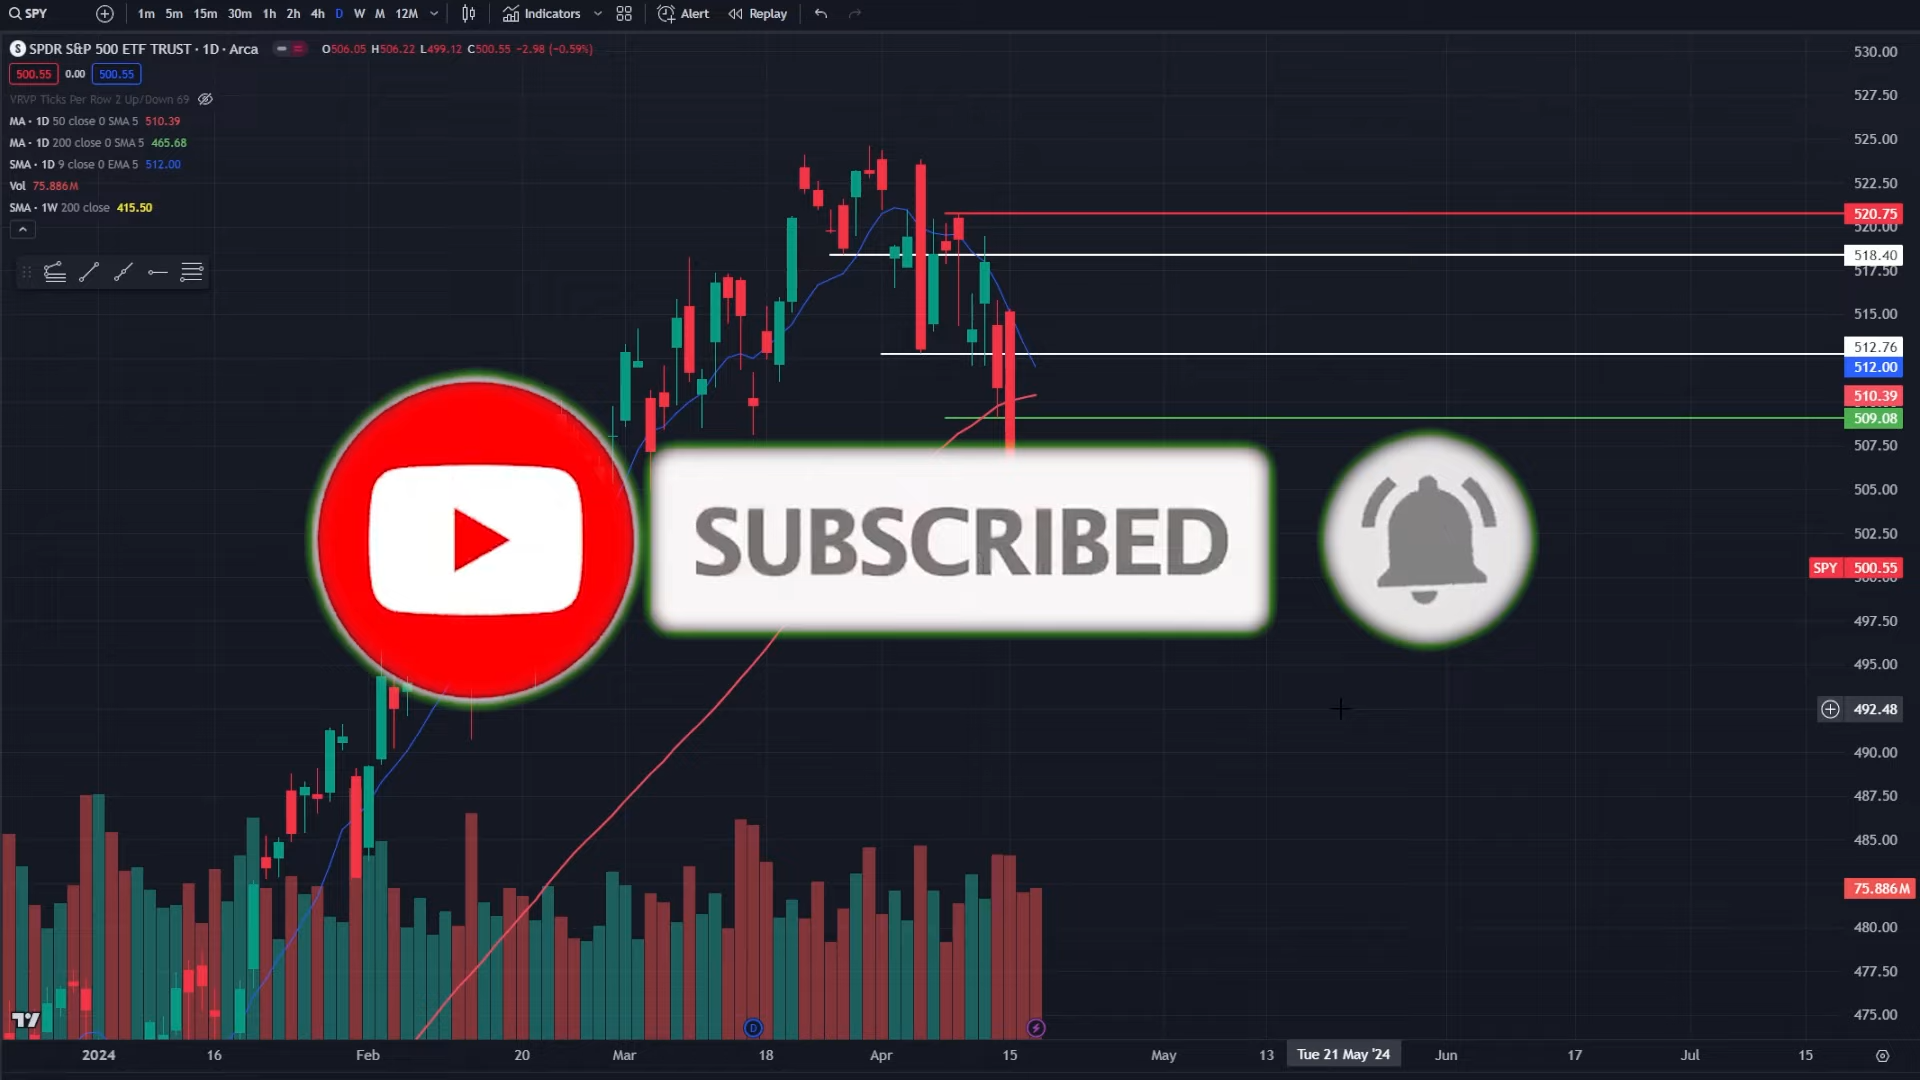 SPY 1m 5m 15m 30m 1h 2h 4h D W M 12M Indicators Alert Replay
S SPDR S&P 500 ETF TRUST · 1D · Arca O506.05 H506.22 L499.12 C500.55 −2.98 (−0.59%)
500.55 0.00 500.55
VRVP Ticks Per Row 2 Up/Down 69
MA · 1D 50 close 0 SMA 5 510.39
MA · 1D 200 close 0 SMA 5 465.68
SMA · 1D 9 close 0 EMA 5 512.00
Vol 75.886M
SMA · 1W 200 close 415.50
530.00
527.50
525.00
522.50
520.75
520.00
518.40
517.50
515.00
512.76
512.00
510.39
509.08
507.50
505.00
502.50
SPY 500.55
500.00
497.50
495.00
492.48
490.00
487.50
485.00
75.886M
480.00
477.50
475.00
SUBSCRIBED
D
2024 16 Feb 20 Mar 18 Apr 15 May 13 Tue 21 May '24 Jun 17 Jul 15